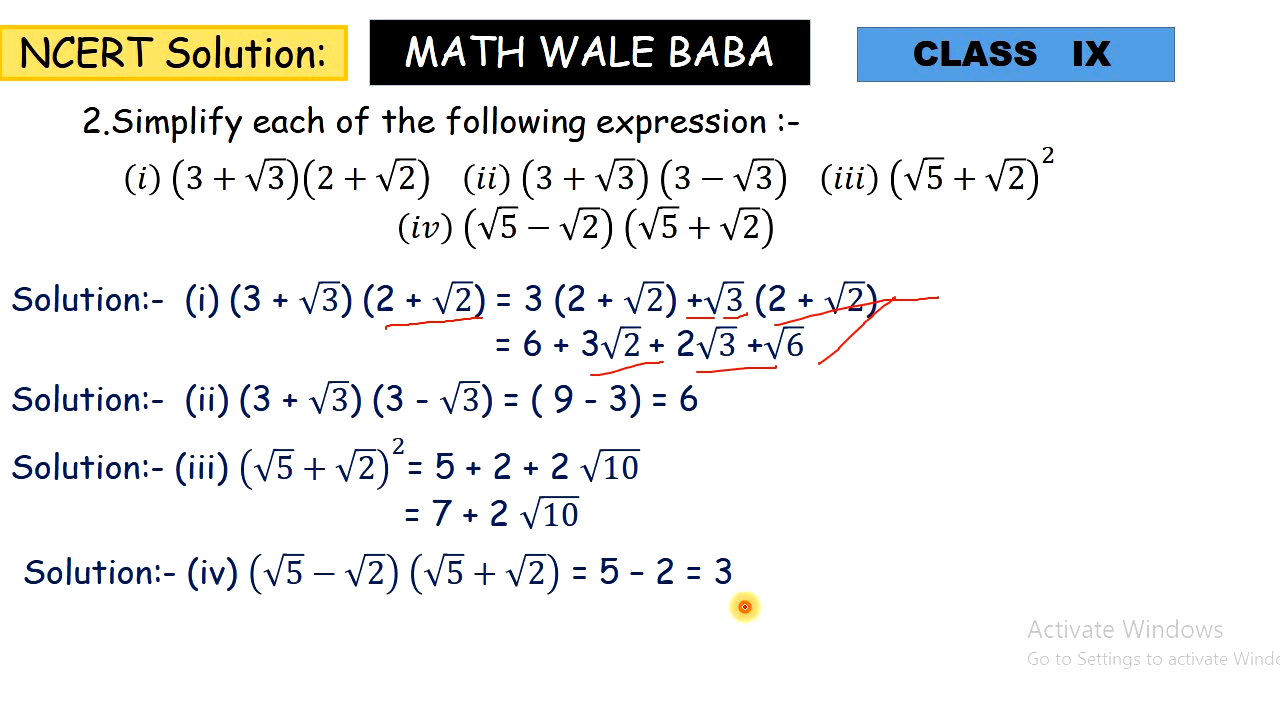 NCERT Solution:
MATH WALE BABA
CLASS IX
2.Simplify each of the following expression :-
(i) (3 + √3)(2 + √2) (ii) (3 + √3) (3 − √3) (iii) (√5 + √2)²
(iv) (√5 − √2) (√5 + √2)
Solution:- (i) (3 + √3) (2 + √2) = 3 (2 + √2) +√3 (2 + √2)
= 6 + 3√2 + 2√3 +√6
Solution:- (ii) (3 + √3) (3 - √3) = ( 9 - 3) = 6
Solution:- (iii) (√5 + √2)² = 5 + 2 + 2 √10
= 7 + 2 √10
Solution:- (iv) (√5 − √2) (√5 + √2) = 5 – 2 = 3
Activate Windows
Go to Settings to activate Windo